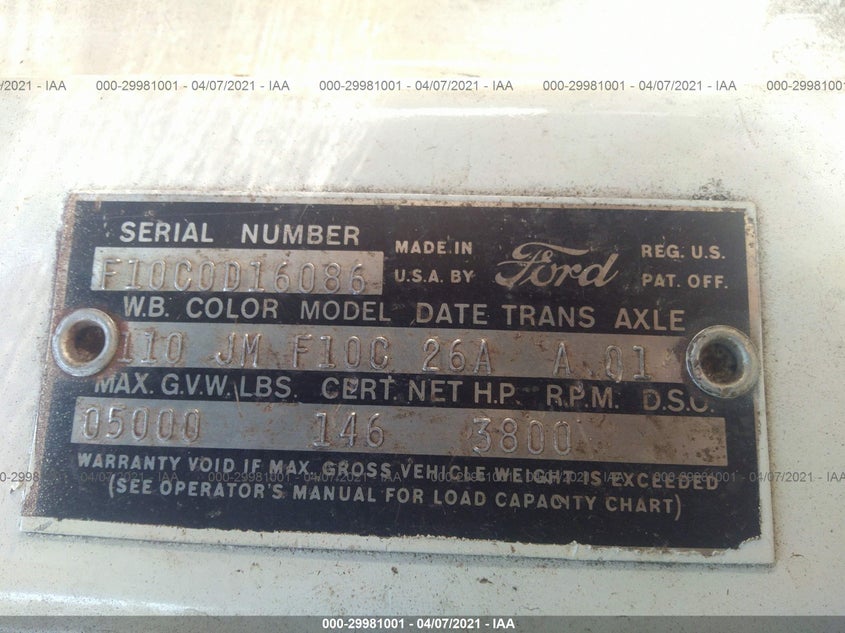 000-29981001 - 04/07/2021 - IAA
SERIAL NUMBER
F10COD16086
MADE IN
U.S.A. BY
Ford
REG. U.S.
PAT. OFF.
W.B. COLOR MODEL DATE TRANS AXLE
110 JM F10C 26A A 01
MAX. G.V.W. LBS. CERT. NET H.P. R.P.M. D.S.O.
05000 146 3800
WARRANTY VOID IF MAX. GROSS VEHICLE WEIGHT IS EXCEEDED
(SEE OPERATOR'S MANUAL FOR LOAD CAPACITY CHART)
000-29981001 - 04/07/2021 - IAA